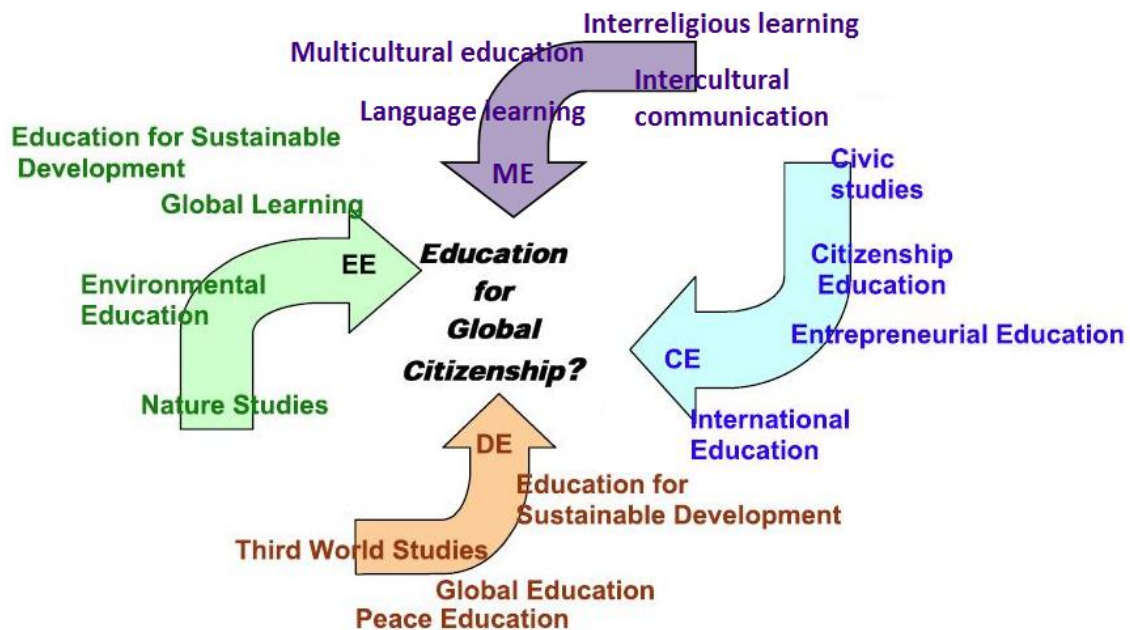 Interreligious learning
Multicultural education
Intercultural
communication
Language learning
ME
Education for Sustainable
Development
Global Learning
EE
Environmental
Education
Nature Studies
Education
for
Global
Citizenship?
Civic
studies
Citizenship
Education
Entrepreneurial Education
CE
International
Education
DE
Education for
Sustainable Development
Third World Studies
Global Education
Peace Education